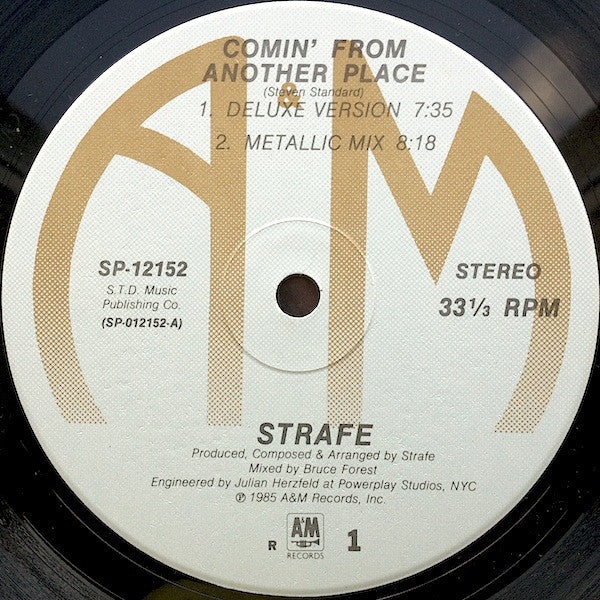 COMIN' FROM
ANOTHER PLACE
(Steven Standard)
1. DELUXE VERSION 7:35
2. METALLIC MIX 8:18
SP-12152
S.T.D. Music
Publishing Co.
(SP-012152-A)
STEREO
33 1/3 RPM
STRAFE
Produced, Composed & Arranged by Strafe
Mixed by Bruce Forest
Engineered by Julian Herzfeld at Powerplay Studios, NYC
℗ 1985 A&M Records, Inc.
R
A&M
RECORDS
1